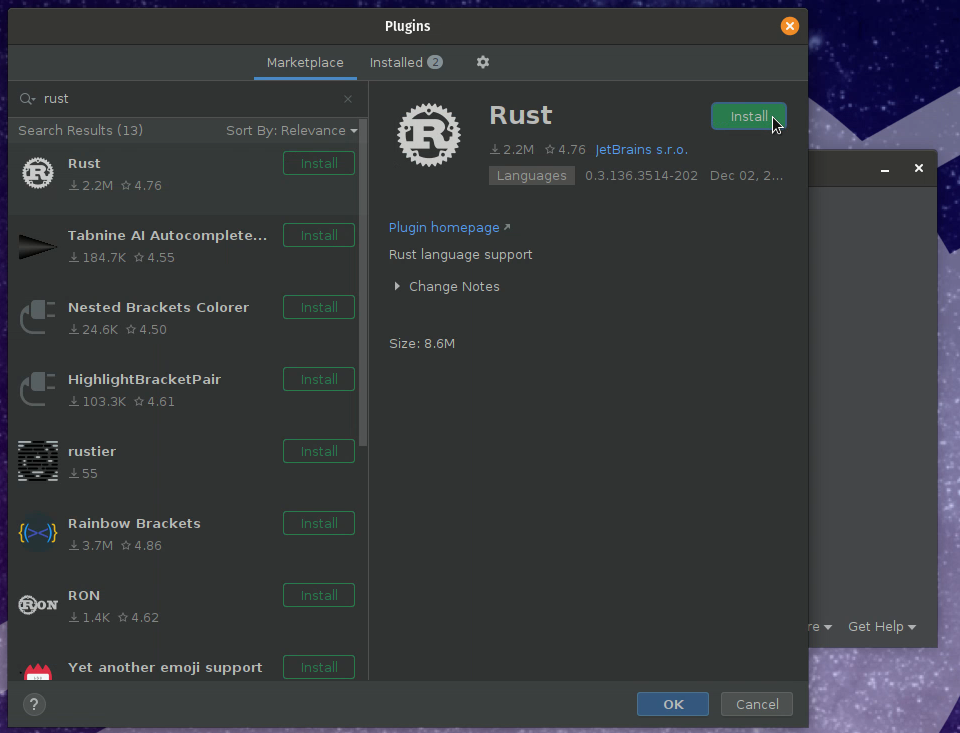 Plugins
Marketplace Installed 2
rust
Search Results (13) Sort By: Relevance
Rust Install
2.2M 4.76
Tabnine AI Autocomplete... Install
184.7K 4.55
Nested Brackets Colorer Install
24.6K 4.50
HighlightBracketPair Install
103.3K 4.61
rustier Install
55
Rainbow Brackets Install
3.7M 4.86
RON
RON Install
1.4K 4.62
Yet another emoji support Install
R
Rust Install
2.2M 4.76 JetBrains s.r.o.
Languages 0.3.136.3514-202 Dec 02, 2...
Plugin homepage
Rust language support
Change Notes
Size: 8.6M
re Get Help
? OK Cancel